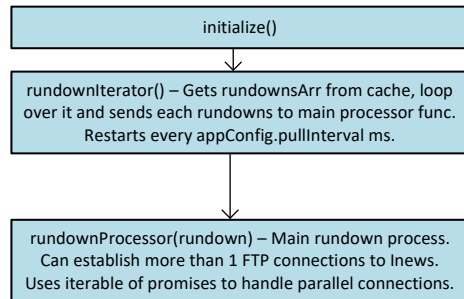 initialize()
rundownIterator() – Gets rundownsArr from cache, loop
over it and sends each rundowns to main processor func.
Restarts every appConfig.pullInterval ms.
rundownProcessor(rundown) – Main rundown process.
Can establish more than 1 FTP connections to Inews.
Uses iterable of promises to handle parallel connections.